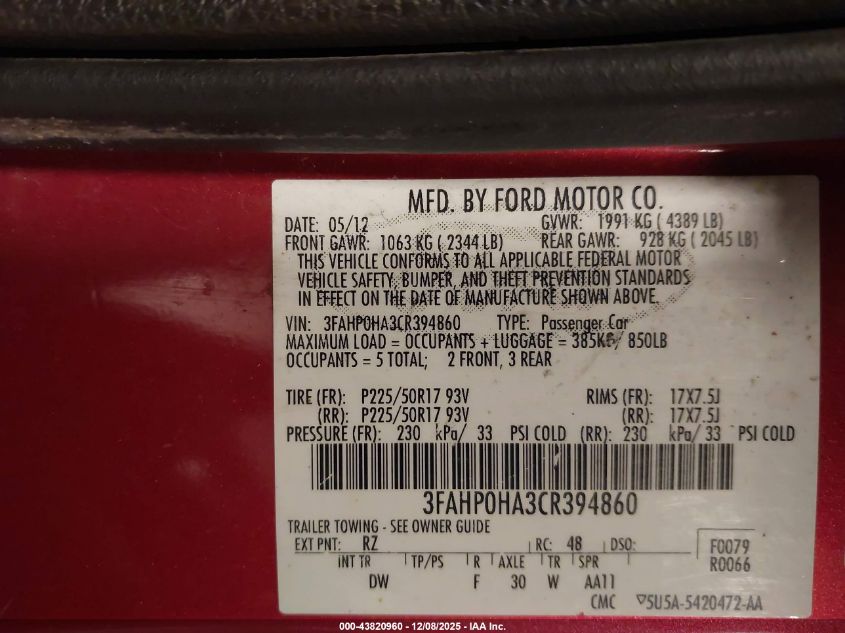 MFD. BY FORD MOTOR CO.
DATE: 05/12 GVWR: 1991 KG ( 4389 LB)
FRONT GAWR: 1063 KG ( 2344 LB) REAR GAWR: 928 KG ( 2045 LB)
THIS VEHICLE CONFORMS TO ALL APPLICABLE FEDERAL MOTOR
VEHICLE SAFETY, BUMPER, AND THEFT PREVENTION STANDARDS
IN EFFECT ON THE DATE OF MANUFACTURE SHOWN ABOVE.
VIN: 3FAHP0HA3CR394860 TYPE: Passenger Car
MAXIMUM LOAD = OCCUPANTS + LUGGAGE = 385KG / 850LB
OCCUPANTS = 5 TOTAL; 2 FRONT, 3 REAR
TIRE (FR): P225/50R17 93V RIMS (FR): 17X7.5J
(RR): P225/50R17 93V (RR): 17X7.5J
PRESSURE (FR): 230 kPa/ 33 PSI COLD (RR): 230 kPa/ 33 PSI COLD
3FAHP0HA3CR394860
TRAILER TOWING - SEE OWNER GUIDE
EXT PNT: RZ RC: 48 DSO: F0079
R0066
INT TR TP/PS R AXLE TR SPR
DW F 30 W AA11
CMC ▽5U5A-5420472-AA
000-43820960 - 12/08/2025 - IAA Inc.